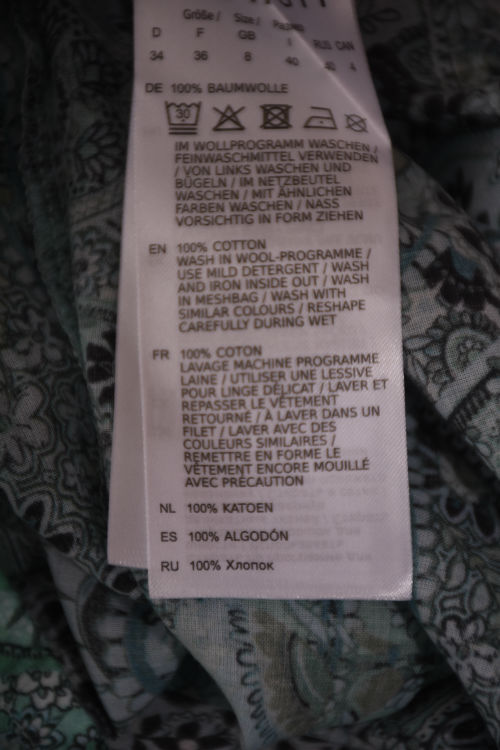 Größe / Size / Размер
D F GB I RUS CAN
34 36 8 40 40 4
DE 100% BAUMWOLLE
30
IM WOLLPROGRAMM WASCHEN /
FEINWASCHMITTEL VERWENDEN
/ VON LINKS WASCHEN UND
BÜGELN / IM NETZBEUTEL
WASCHEN / MIT ÄHNLICHEN
FARBEN WASCHEN / NASS
VORSICHTIG IN FORM ZIEHEN
EN 100% COTTON
WASH IN WOOL-PROGRAMME /
USE MILD DETERGENT / WASH
AND IRON INSIDE OUT / WASH
IN MESHBAG / WASH WITH
SIMILAR COLOURS / RESHAPE
CAREFULLY DURING WET
FR 100% COTON
LAVAGE MACHINE PROGRAMME
LAINE / UTILISER UNE LESSIVE
POUR LINGE DÉLICAT / LAVER ET
REPASSER LE VÊTEMENT
RETOURNÉ / À LAVER DANS UN
FILET / LAVER AVEC DES
COULEURS SIMILAIRES /
REMETTRE EN FORME LE
VÊTEMENT ENCORE MOUILLÉ
AVEC PRÉCAUTION
NL 100% KATOEN
ES 100% ALGODÓN
RU 100% Хлопок